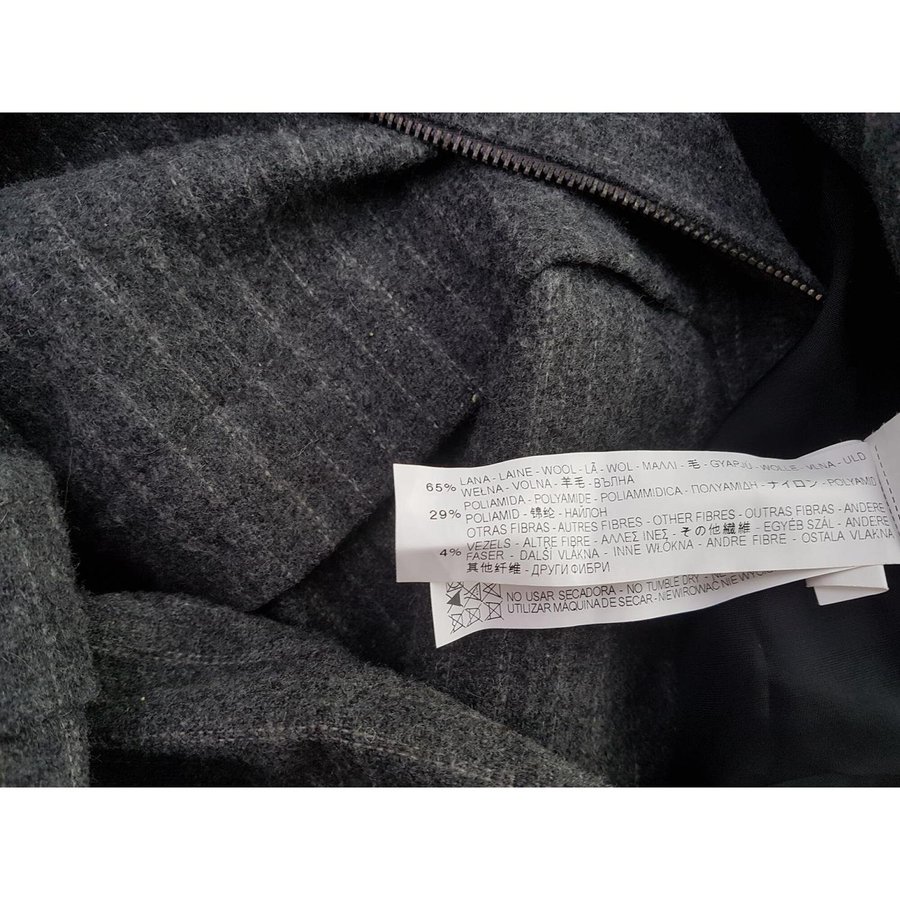 65% LANA - LAINE - WOOL - LÃ - WOL - ΜΑΛΛΙ - 毛 - GYAPJÚ - WOLLE - VLNA - ULD
WEŁNA - VOLNA - 羊毛 - ВЪЛНА
POLIAMIDA - POLYAMIDE - POLIAMMIDICA - ΠΟΛΥΑΜΙΔΗ - ナイロン - POLYAMID
29% POLIAMID - 锦纶 - НАЙЛОН
OTRAS FIBRAS - AUTRES FIBRES - OTHER FIBRES - OUTRAS FIBRAS - ANDERE
VEZELS - ALTRE FIBRE - ΑΛΛΕΣ ΙΝΕΣ - その他繊維 - EGYÉB SZÁL - ANDERE
4% FASER - DALŠÍ VLÁKNA - INNE WŁÓKNA - ANDRE FIBRE - OSTALA VLAKNA
其他纤维 - ДРУГИ ФИБРИ
NO USAR SECADORA - NO TUMBLE DRY -
UTILIZAR MÁQUINA DE SECAR - NIEWIROWAĆ NIE